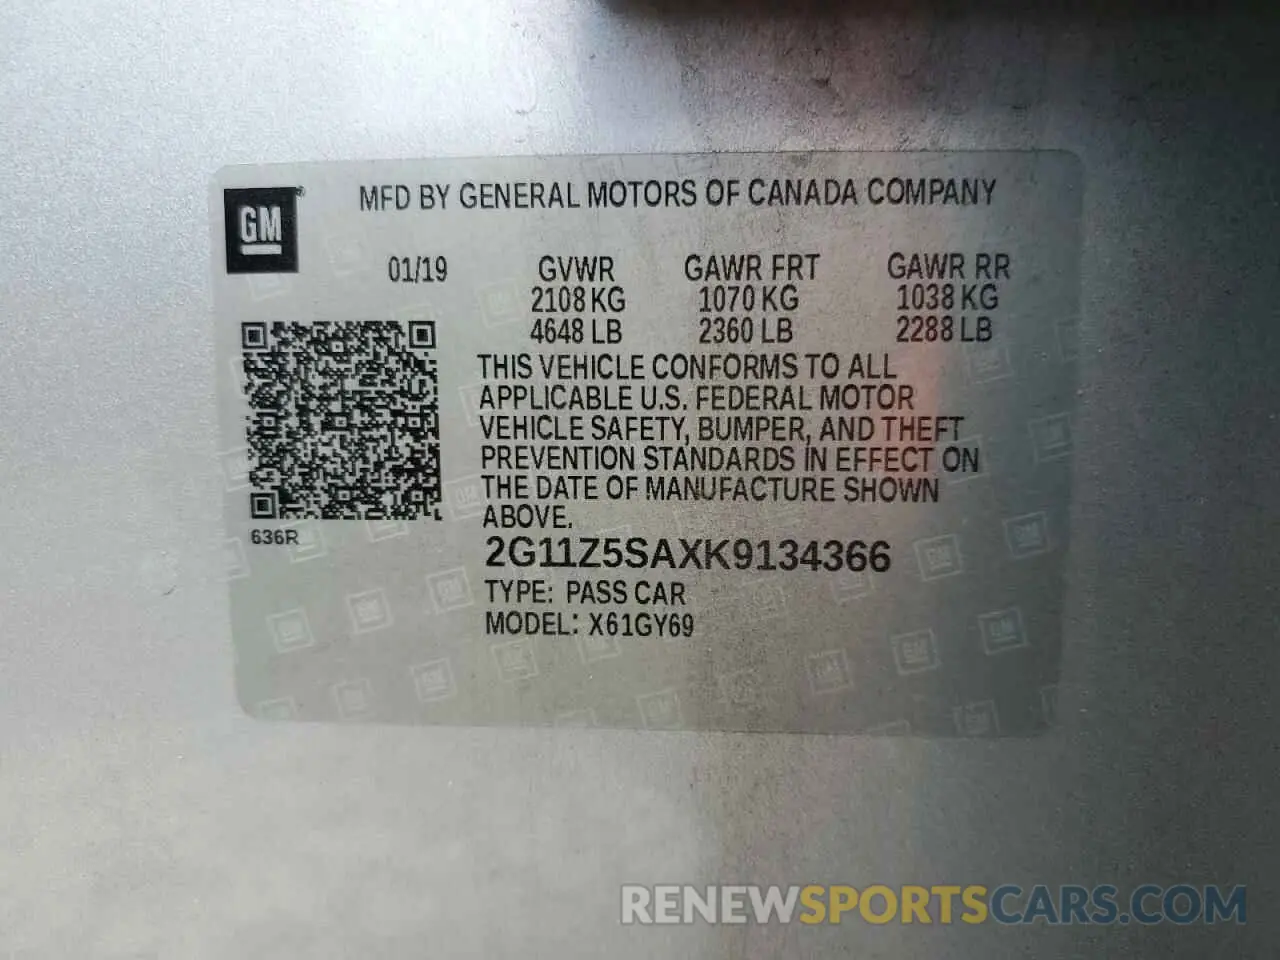 GM
MFD BY GENERAL MOTORS OF CANADA COMPANY
01/19 GVWR GAWR FRT GAWR RR
2108 KG 1070 KG 1038 KG
4648 LB 2360 LB 2288 LB
THIS VEHICLE CONFORMS TO ALL
APPLICABLE U.S. FEDERAL MOTOR
VEHICLE SAFETY, BUMPER, AND THEFT
PREVENTION STANDARDS IN EFFECT ON
THE DATE OF MANUFACTURE SHOWN
ABOVE.
636R
2G11Z5SAXK9134366
TYPE: PASS CAR
MODEL: X61GY69
RENEWSPORTSCARS.COM